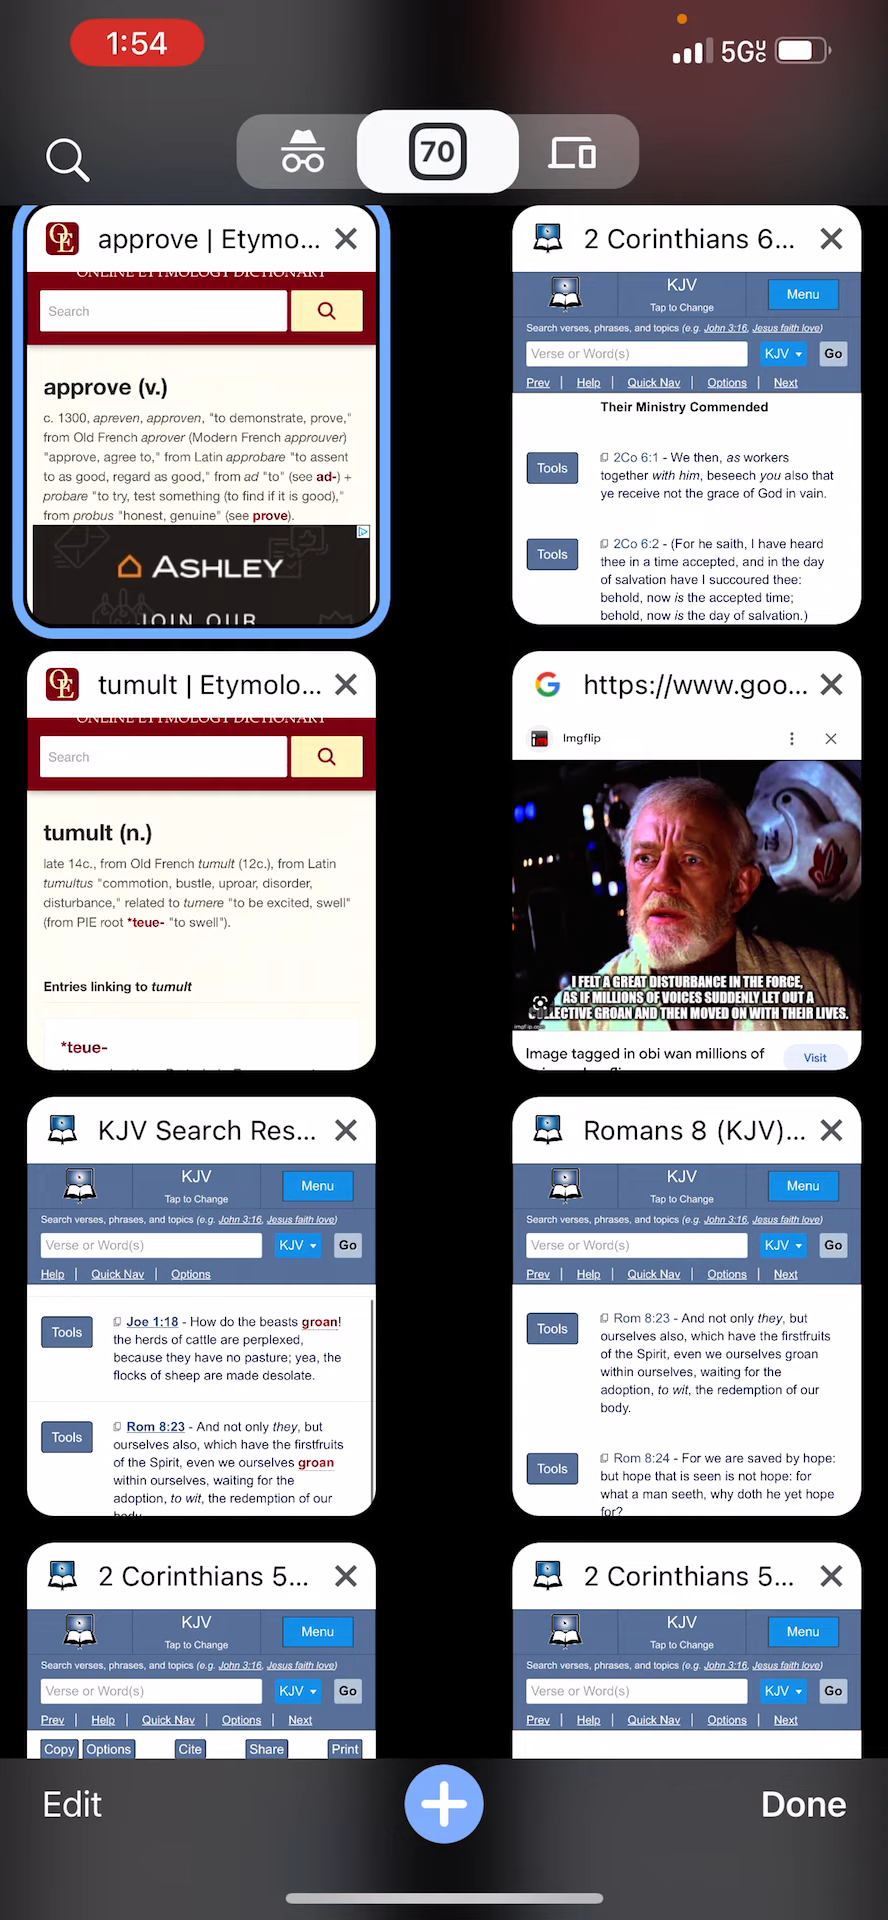 1:54
5G UC
70
approve | Etymo...
ONLINE ETYMOLOGY DICTIONARY
Search
approve (v.)
c. 1300, apreven, approven, "to demonstrate, prove,"
from Old French aprover (Modern French approuver)
"approve, agree to," from Latin approbare "to assent
to as good, regard as good," from ad "to" (see ad-) +
probare "to try, test something (to find if it is good),"
from probus "honest, genuine" (see prove).
ASHLEY
JOIN OUR
2 Corinthians 6...
KJV
Tap to Change
Menu
Search verses, phrases, and topics (e.g. John 3:16, Jesus faith love)
Verse or Word(s)
KJV
Go
Prev | Help | Quick Nav | Options | Next
Their Ministry Commended
Tools
2Co 6:1 - We then, as workers
together with him, beseech you also that
ye receive not the grace of God in vain.
Tools
2Co 6:2 - (For he saith, I have heard
thee in a time accepted, and in the day
of salvation have I succoured thee:
behold, now is the accepted time;
behold, now is the day of salvation.)
tumult | Etymolo...
ONLINE ETYMOLOGY DICTIONARY
Search
tumult (n.)
late 14c., from Old French tumult (12c.), from Latin
tumultus "commotion, bustle, uproar, disorder,
disturbance," related to tumere "to be excited, swell"
(from PIE root *teue- "to swell").
Entries linking to tumult
*teue-
https://www.goo...
Imgflip
I FELT A GREAT DISTURBANCE IN THE FORCE,
AS IF MILLIONS OF VOICES SUDDENLY LET OUT A
COLLECTIVE GROAN AND THEN MOVED ON WITH THEIR LIVES.
imgflip.com
Image tagged in obi wan millions of
Visit
KJV Search Res...
KJV
Tap to Change
Menu
Search verses, phrases, and topics (e.g. John 3:16, Jesus faith love)
Verse or Word(s)
KJV
Go
Help | Quick Nav | Options
Tools
Joe 1:18 - How do the beasts groan!
the herds of cattle are perplexed,
because they have no pasture; yea, the
flocks of sheep are made desolate.
Tools
Rom 8:23 - And not only they, but
ourselves also, which have the firstfruits
of the Spirit, even we ourselves groan
within ourselves, waiting for the
adoption, to wit, the redemption of our
body.
Romans 8 (KJV)...
KJV
Tap to Change
Menu
Search verses, phrases, and topics (e.g. John 3:16, Jesus faith love)
Verse or Word(s)
KJV
Go
Prev | Help | Quick Nav | Options | Next
Tools
Rom 8:23 - And not only they, but
ourselves also, which have the firstfruits
of the Spirit, even we ourselves groan
within ourselves, waiting for the
adoption, to wit, the redemption of our
body.
Tools
Rom 8:24 - For we are saved by hope:
but hope that is seen is not hope: for
what a man seeth, why doth he yet hope
for?
2 Corinthians 5...
KJV
Tap to Change
Menu
Search verses, phrases, and topics (e.g. John 3:16, Jesus faith love)
Verse or Word(s)
KJV
Go
Prev | Help | Quick Nav | Options | Next
Copy Options Cite Share Print
2 Corinthians 5...
KJV
Tap to Change
Menu
Search verses, phrases, and topics (e.g. John 3:16, Jesus faith love)
Verse or Word(s)
KJV
Go
Prev | Help | Quick Nav | Options | Next
Edit
Done